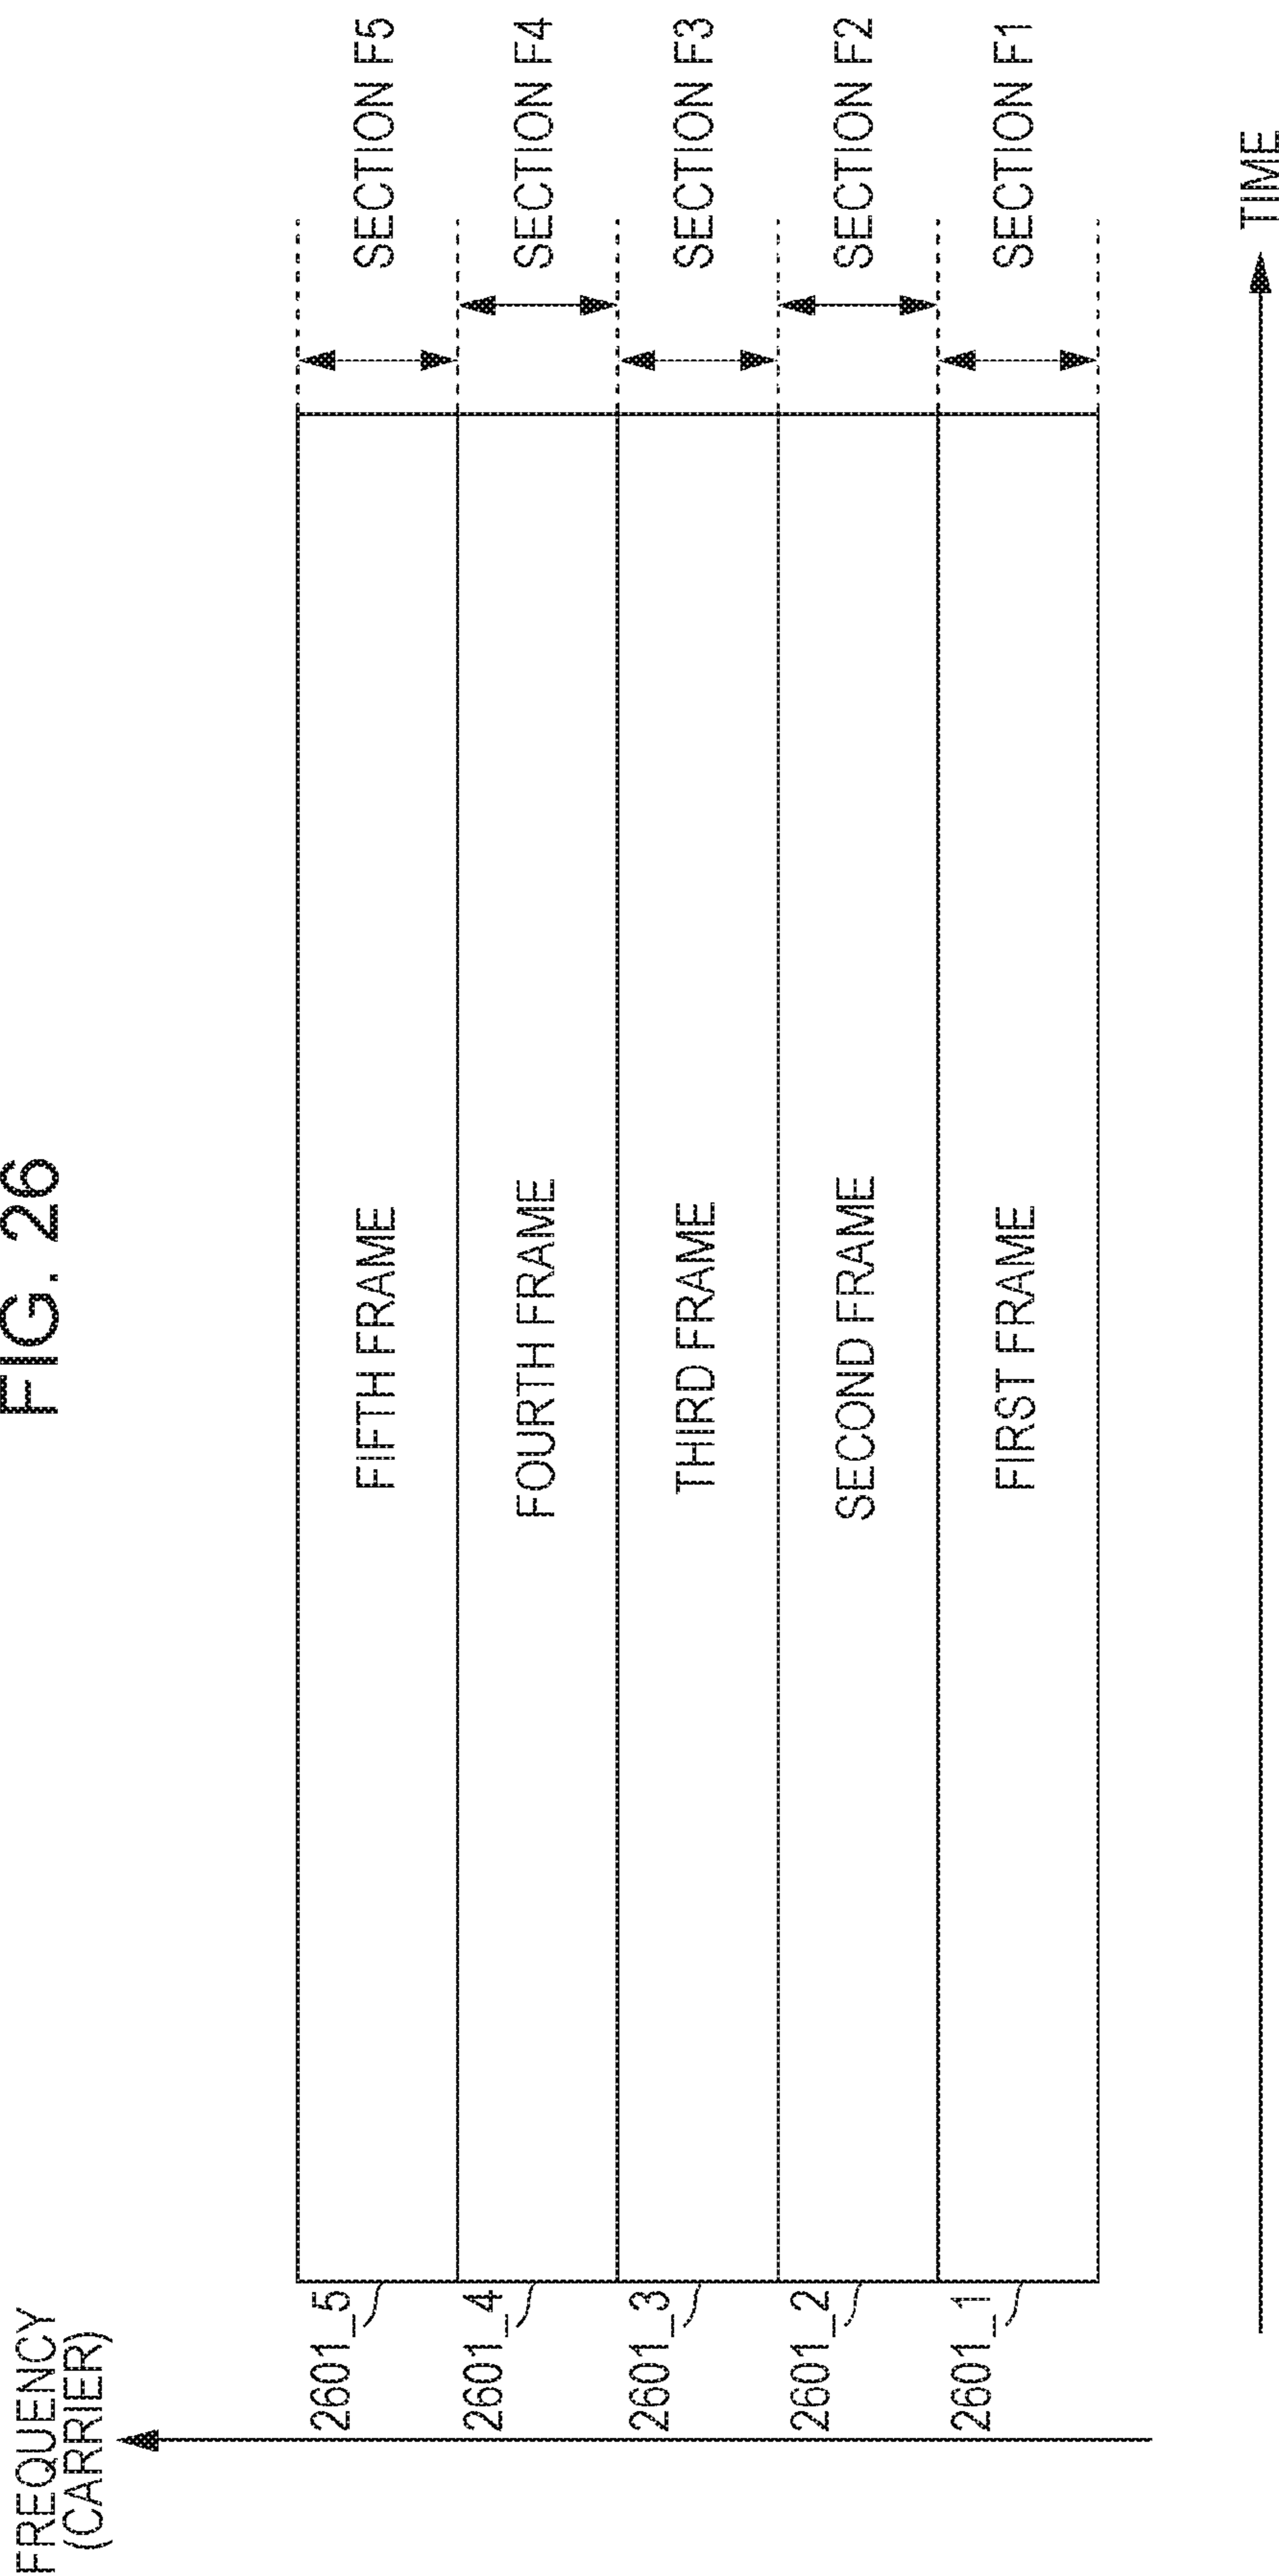 FIG. 26
FREQUENCY
(CARRIER)
2601_5
FIFTH FRAME
SECTION F5
2601_4
FOURTH FRAME
SECTION F4
2601_3
THIRD FRAME
SECTION F3
2601_2
SECOND FRAME
SECTION F2
2601_1
FIRST FRAME
SECTION F1
TIME